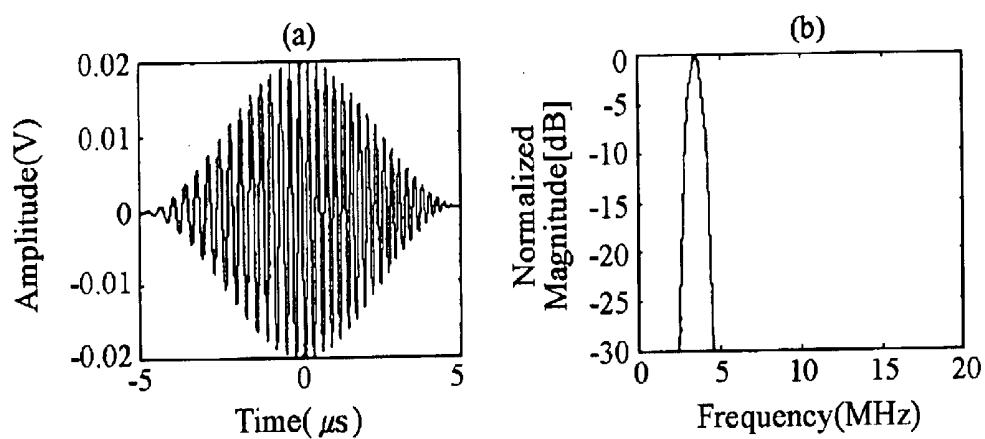 (a)
0.02
0.01
0
-0.01
-0.02
-5
0
5
Amplitude(V)
Time( μs)
(b)
0
-5
-10
-15
-20
-25
-30
0
5
10
15
20
Normalized
Magnitude[dB]
Frequency(MHz)